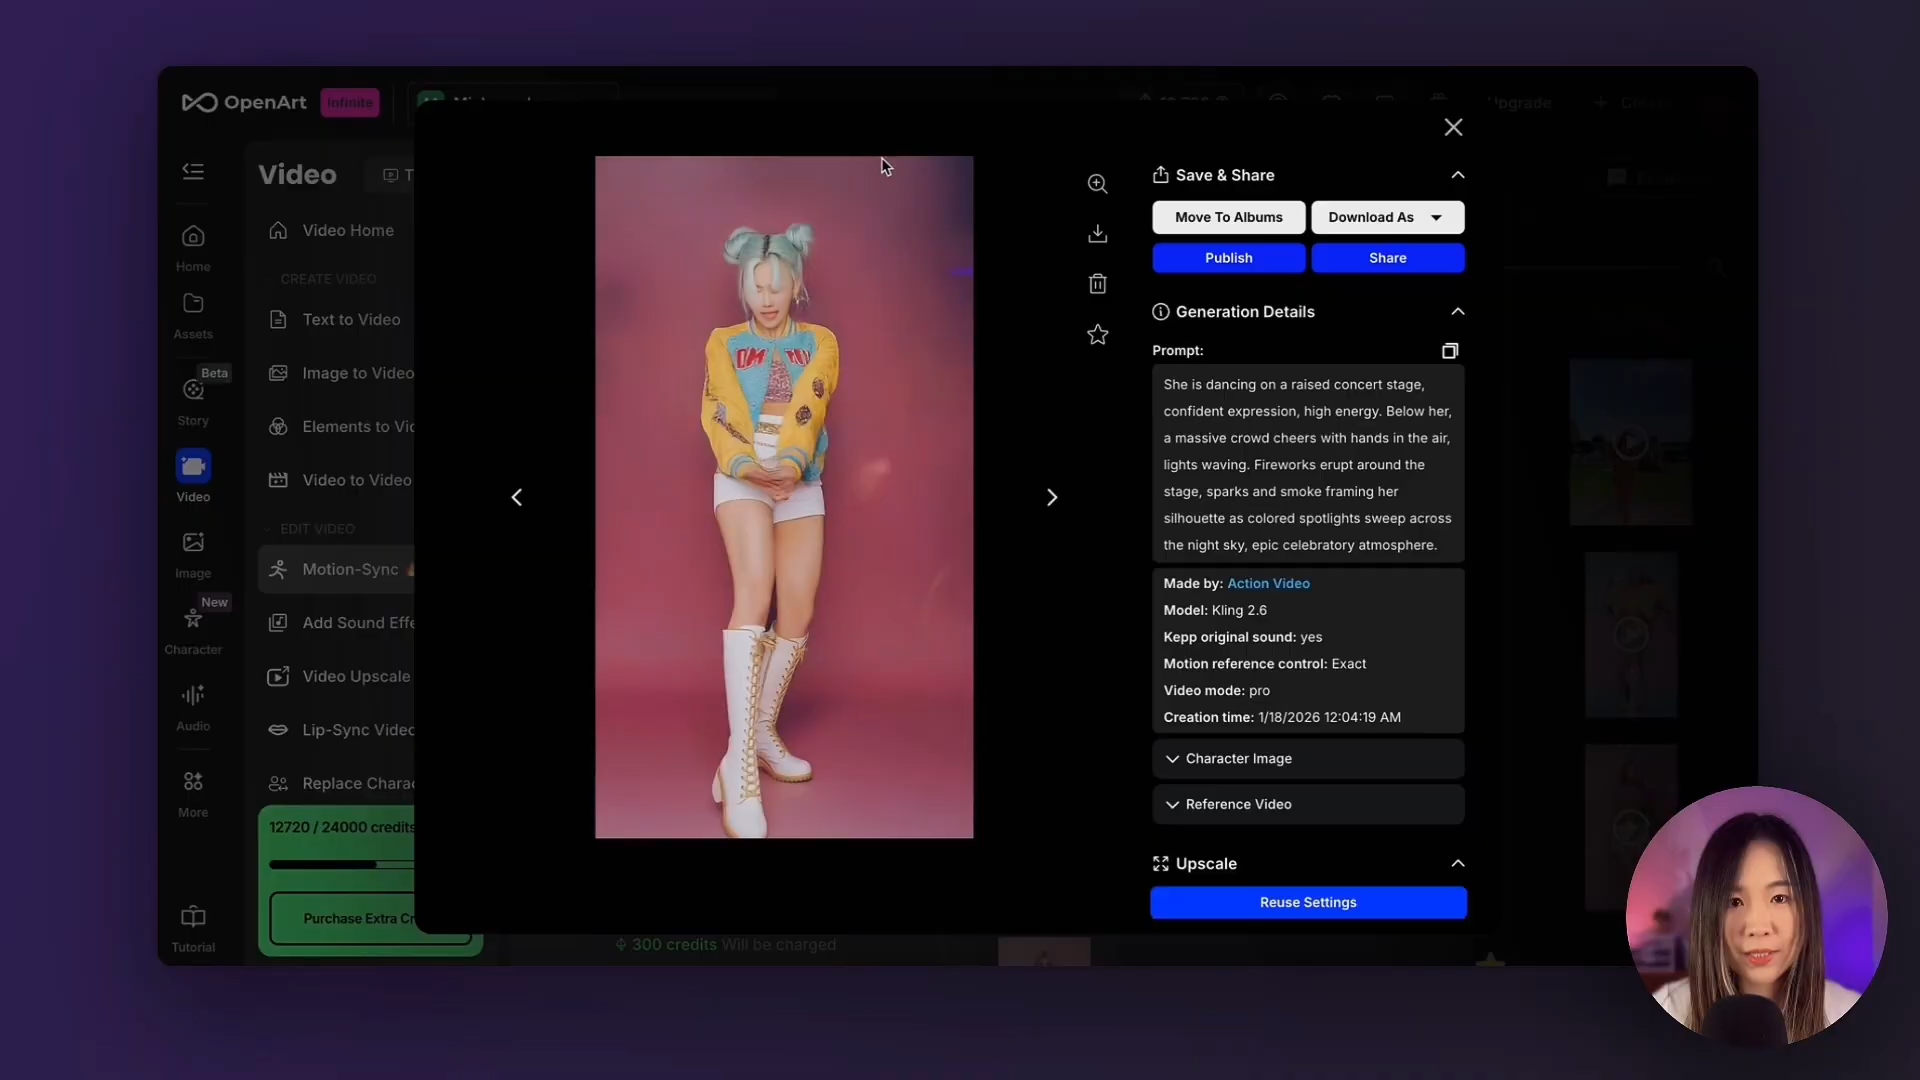 OpenArt
Infinite
Video
Home
Assets
Beta
Story
Video
Image
New
Character
Audio
More
Tutorial
Video Home
CREATE VIDEO
Text to Video
Image to Video
Elements to Vi
Video to Video
EDIT VIDEO
Motion-Sync
Add Sound Effe
Video Upscale
Lip-Sync Video
Replace Charac
12720 / 24000 credits
Purchase Extra Cr
300 credits Will be charged
Save & Share
Move To Albums
Download As
Publish
Share
Generation Details
Prompt:
She is dancing on a raised concert stage,
confident expression, high energy. Below her,
a massive crowd cheers with hands in the air,
lights waving. Fireworks erupt around the
stage, sparks and smoke framing her
silhouette as colored spotlights sweep across
the night sky, epic celebratory atmosphere.
Made by: Action Video
Model: Kling 2.6
Kepp original sound: yes
Motion reference control: Exact
Video mode: pro
Creation time: 1/18/2026 12:04:19 AM
Character Image
Reference Video
Upscale
Reuse Settings